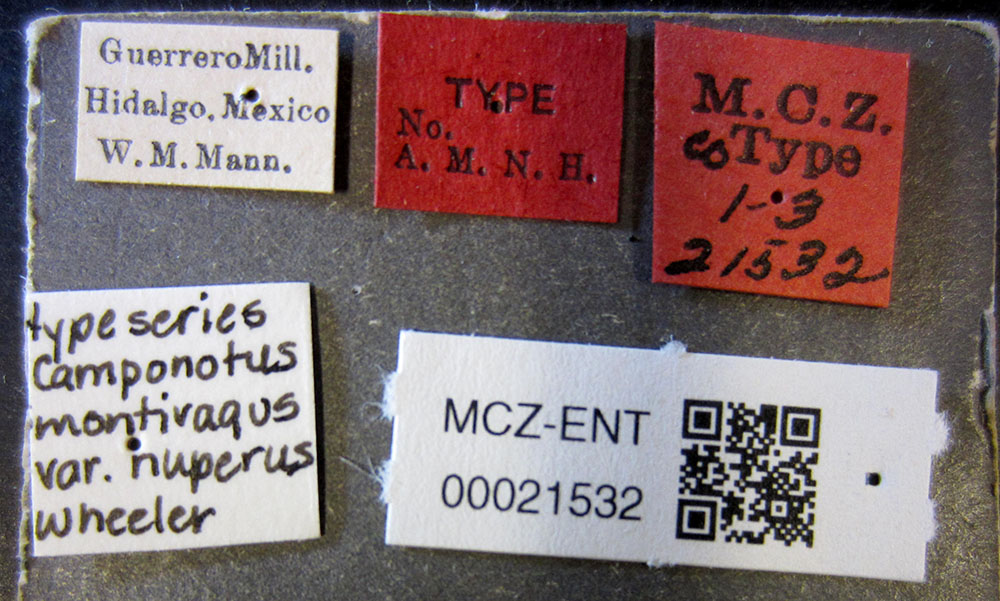 GuerreroMill.
Hidalgo, Mexico
W. M. Mann.
TYPE
No.
A. M. N. H.
M. C. Z.
coType
1-3
21532
type series
Camponotus
montivagus
var. nuperus
wheeler
MCZ-ENT
00021532